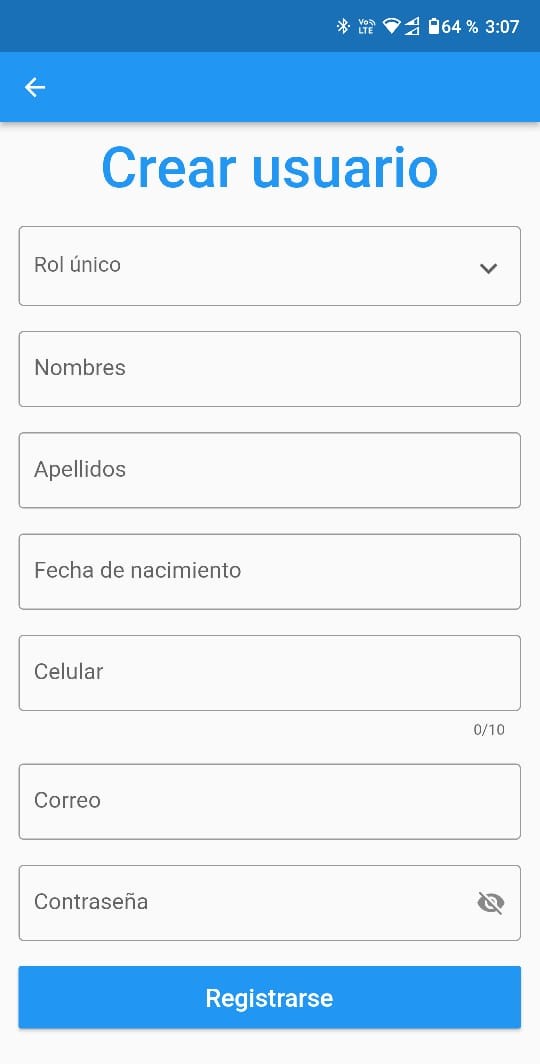 Vo)) LTE 64 % 3:07
Crear usuario
Rol único
Nombres
Apellidos
Fecha de nacimiento
Celular
0/10
Correo
Contraseña
Registrarse